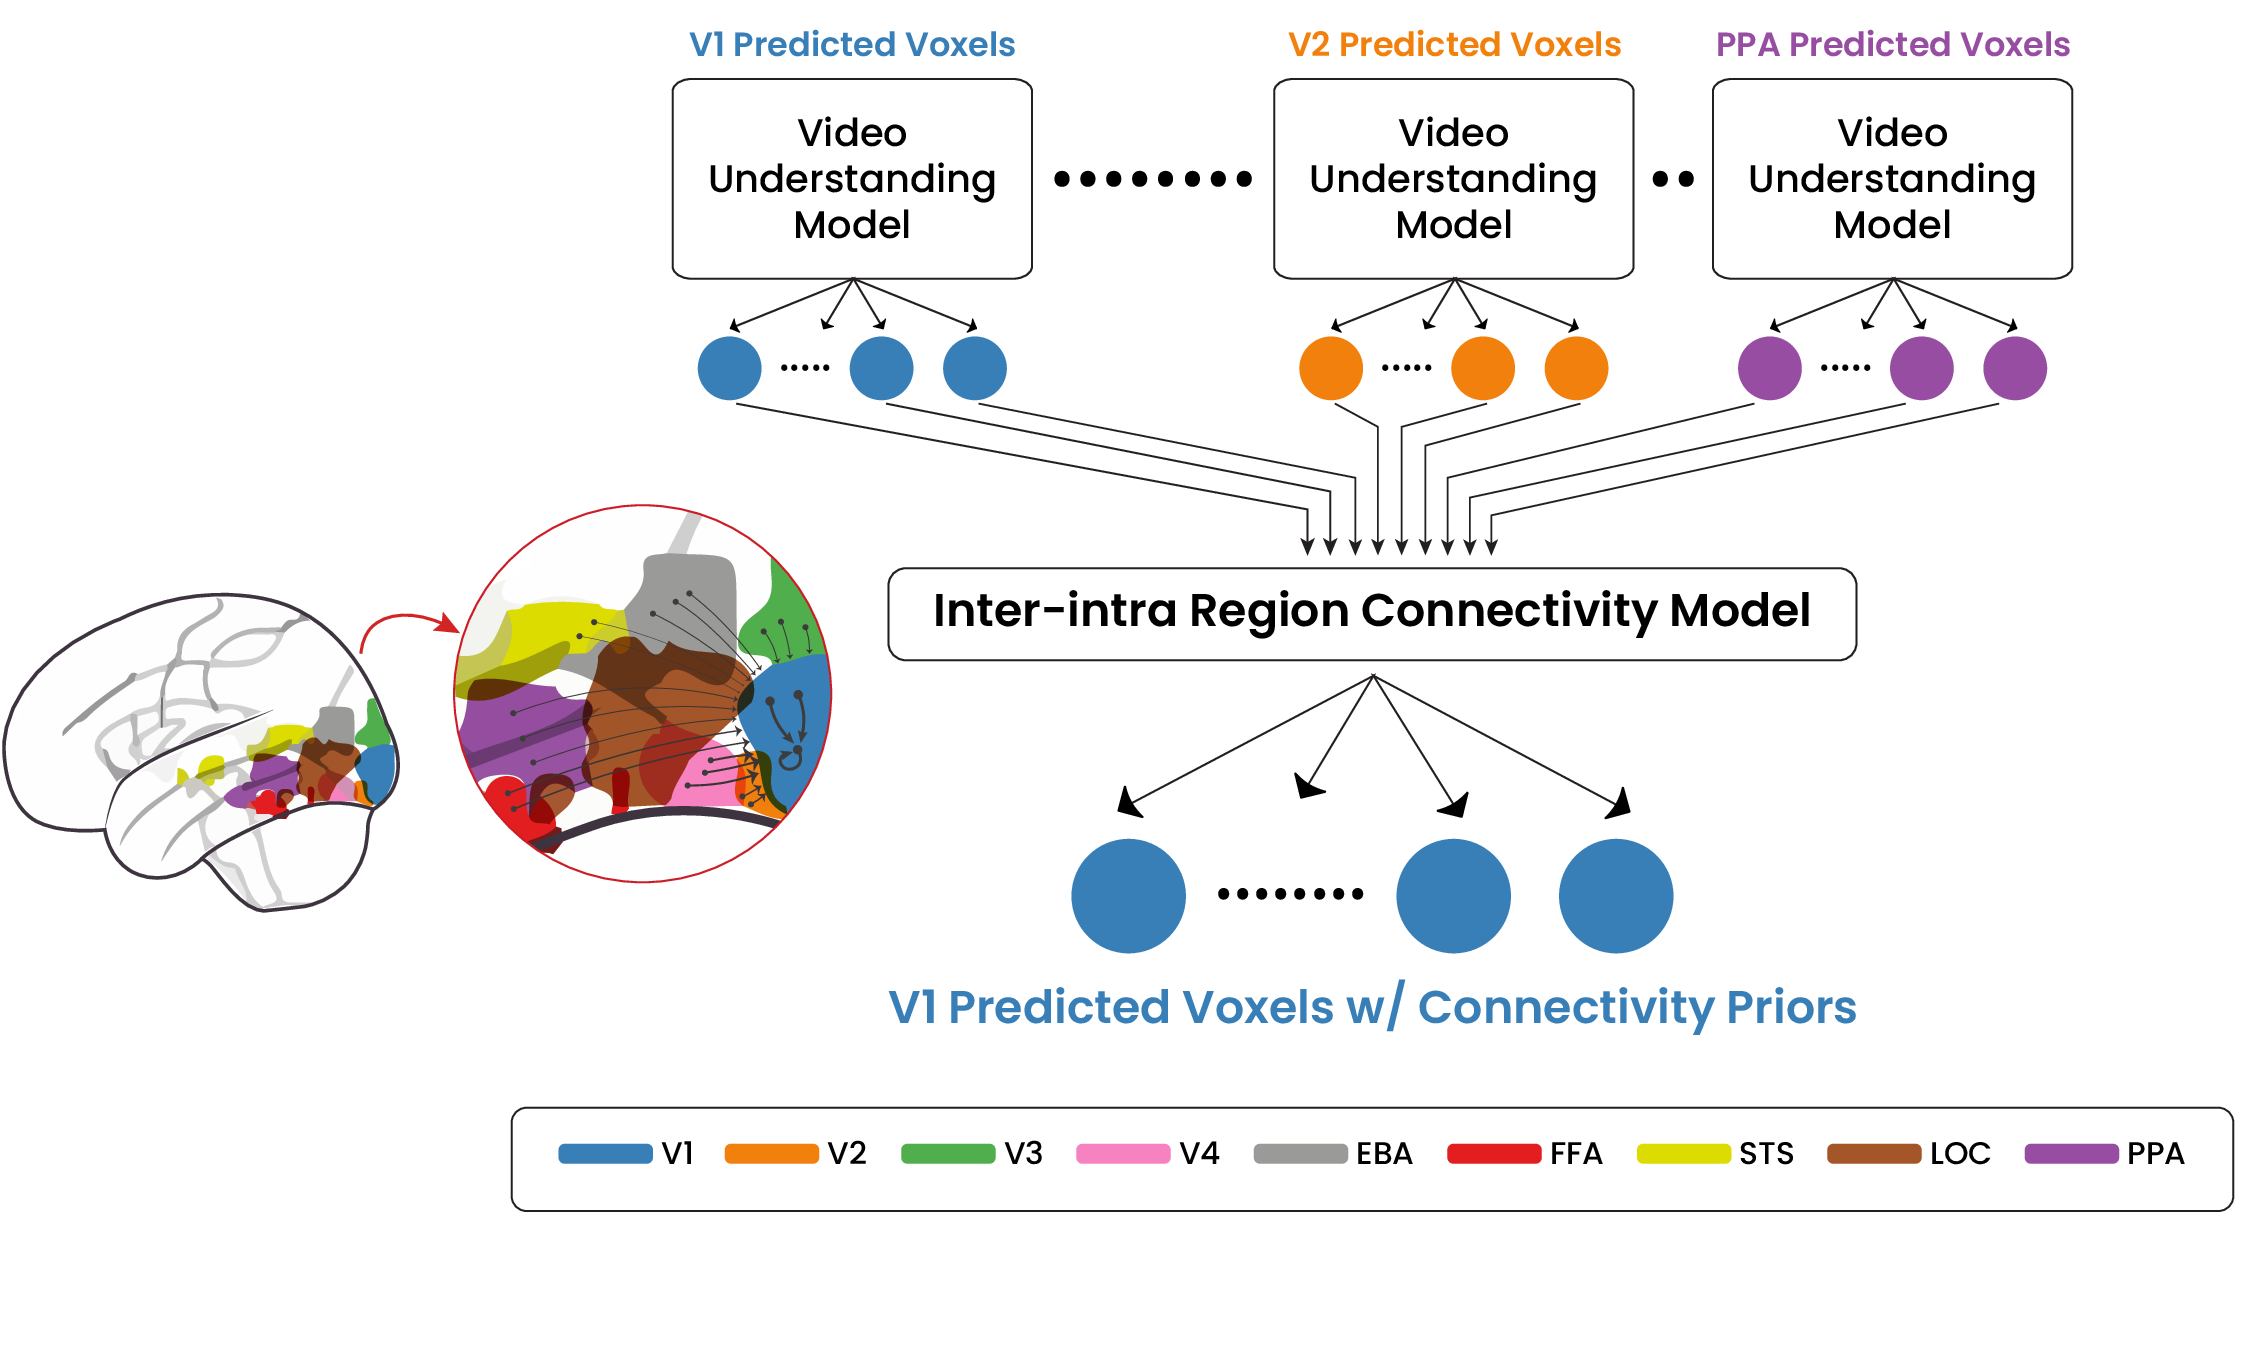 V1 Predicted Voxels
V2 Predicted Voxels
PPA Predicted Voxels
Video
Understanding
Model
Video
Understanding
Model
Video
Understanding
Model
Inter-intra Region Connectivity Model
V1 Predicted Voxels w/ Connectivity Priors
V1 V2 V3 V4 EBA FFA STS LOC PPA